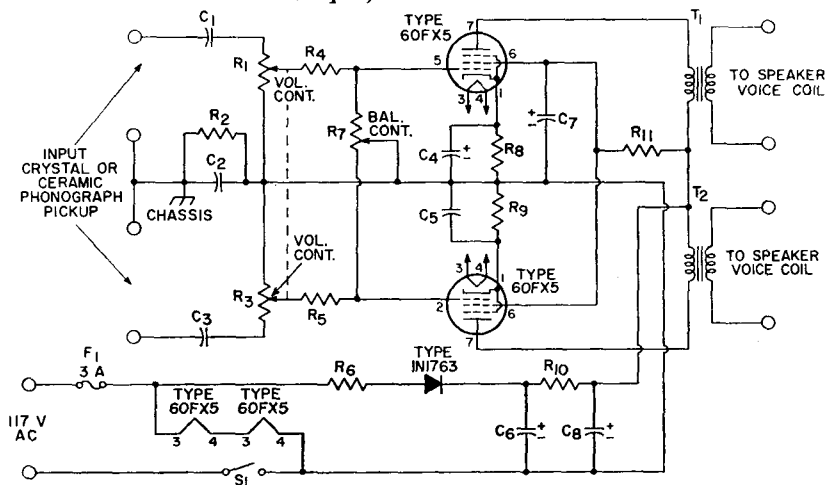 TYPE
60FX5
T1
C1
R1
R4
VOL.
CONT.
7
5
6
3
4
1
TO SPEAKER
VOICE COIL
R2
C2
CHASSIS
R7
BAL.
CONT.
C4
+
-
R8
+
-
C7
R11
INPUT
CRYSTAL OR
CERAMIC
PHONOGRAPH
PICKUP
C5
R9
T2
VOL.
CONT.
R3
R5
C3
3
4
1
TYPE
60FX5
2
6
7
TO SPEAKER
VOICE COIL
F1
3 A
R6
TYPE
1N1763
R10
TYPE
60FX5
TYPE
60FX5
3
4
3
4
117 V
AC
C6
+
-
C8
+
-
S1